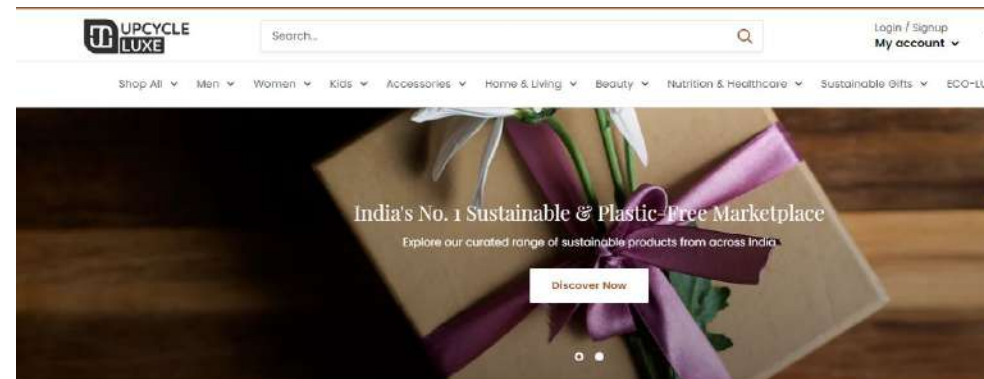 UPCYCLE
LUXE
Search...
Login / Signup
My account
Shop All Men Women Kids Accessories Home & Living Beauty Nutrition & Healthcare Sustainable Gifts ECO-LU
India's No. 1 Sustainable & Plastic-Free Marketplace
Explore our curated range of sustainable products from across India.
Discover Now